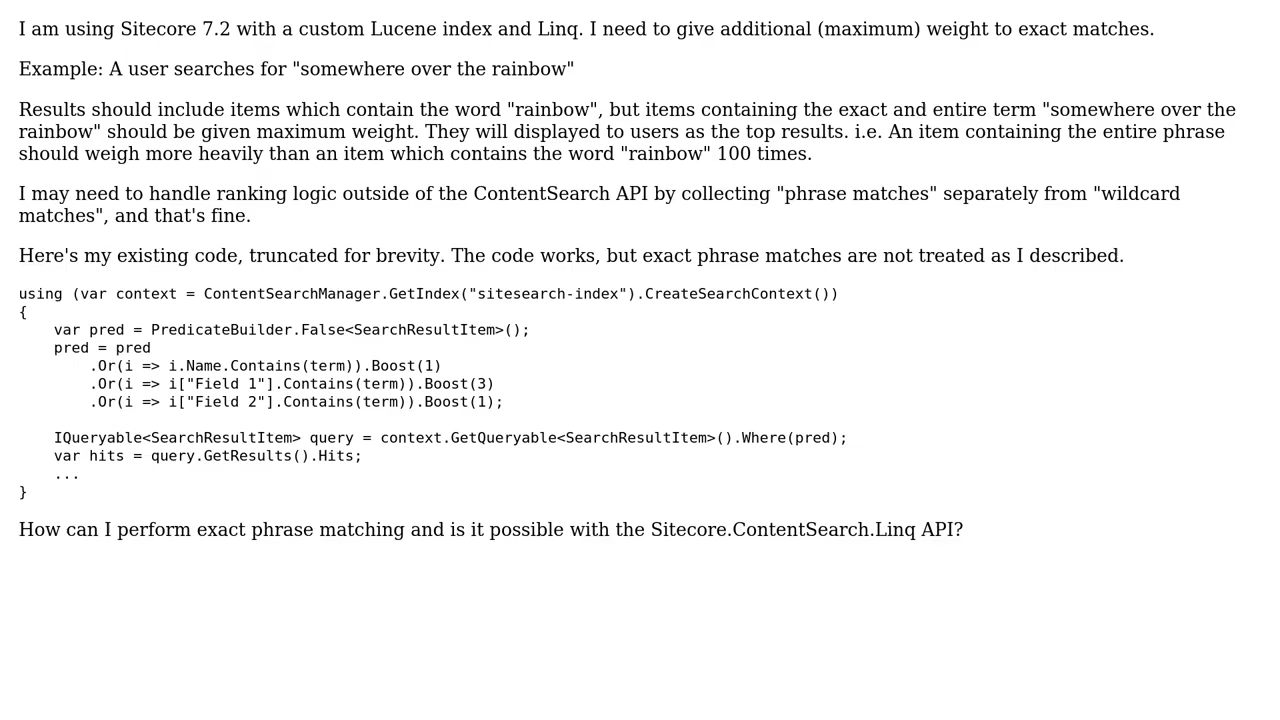 I am using Sitecore 7.2 with a custom Lucene index and Linq. I need to give additional (maximum) weight to exact matches.
Example: A user searches for "somewhere over the rainbow"
Results should include items which contain the word "rainbow", but items containing the exact and entire term "somewhere over the
rainbow" should be given maximum weight. They will displayed to users as the top results. i.e. An item containing the entire phrase
should weigh more heavily than an item which contains the word "rainbow" 100 times.
I may need to handle ranking logic outside of the ContentSearch API by collecting "phrase matches" separately from "wildcard
matches", and that's fine.
Here's my existing code, truncated for brevity. The code works, but exact phrase matches are not treated as I described.
using (var context = ContentSearchManager.GetIndex("sitesearch-index").CreateSearchContext())
{
    var pred = PredicateBuilder.False<SearchResultItem>();
    pred = pred
        .Or(i => i.Name.Contains(term)).Boost(1)
        .Or(i => i["Field 1"].Contains(term)).Boost(3)
        .Or(i => i["Field 2"].Contains(term)).Boost(1);
    IQueryable<SearchResultItem> query = context.GetQueryable<SearchResultItem>().Where(pred);
    var hits = query.GetResults().Hits;
    ...
}
How can I perform exact phrase matching and is it possible with the Sitecore.ContentSearch.Linq API?